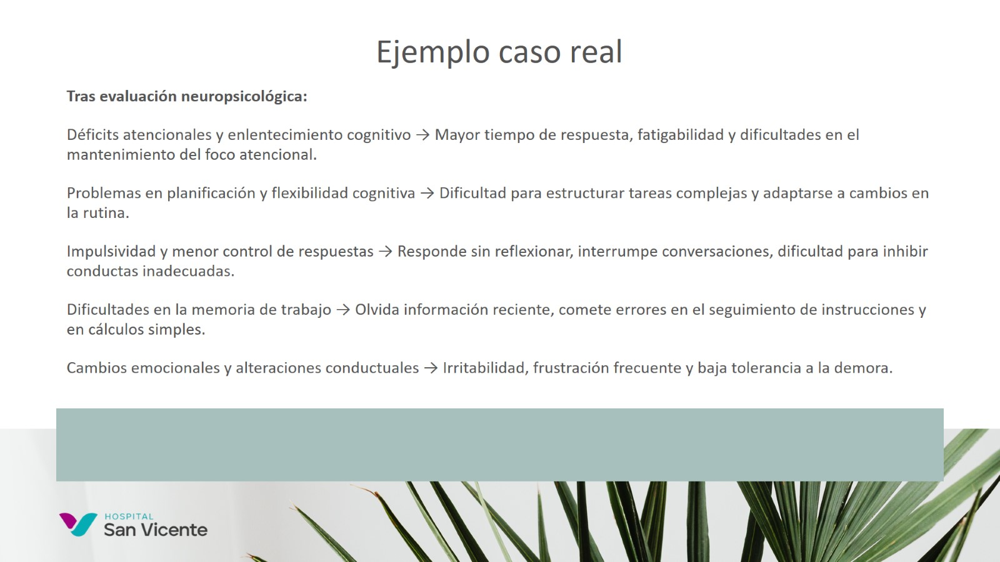 Ejemplo caso real
Tras evaluación neuropsicológica:
Déficits atencionales y enlentecimiento cognitivo → Mayor tiempo de respuesta, fatigabilidad y dificultades en el
mantenimiento del foco atencional.
Problemas en planificación y flexibilidad cognitiva → Dificultad para estructurar tareas complejas y adaptarse a cambios en
la rutina.
Impulsividad y menor control de respuestas → Responde sin reflexionar, interrumpe conversaciones, dificultad para inhibir
conductas inadecuadas.
Dificultades en la memoria de trabajo → Olvida información reciente, comete errores en el seguimiento de instrucciones y
en cálculos simples.
Cambios emocionales y alteraciones conductuales → Irritabilidad, frustración frecuente y baja tolerancia a la demora.
HOSPITAL
San Vicente